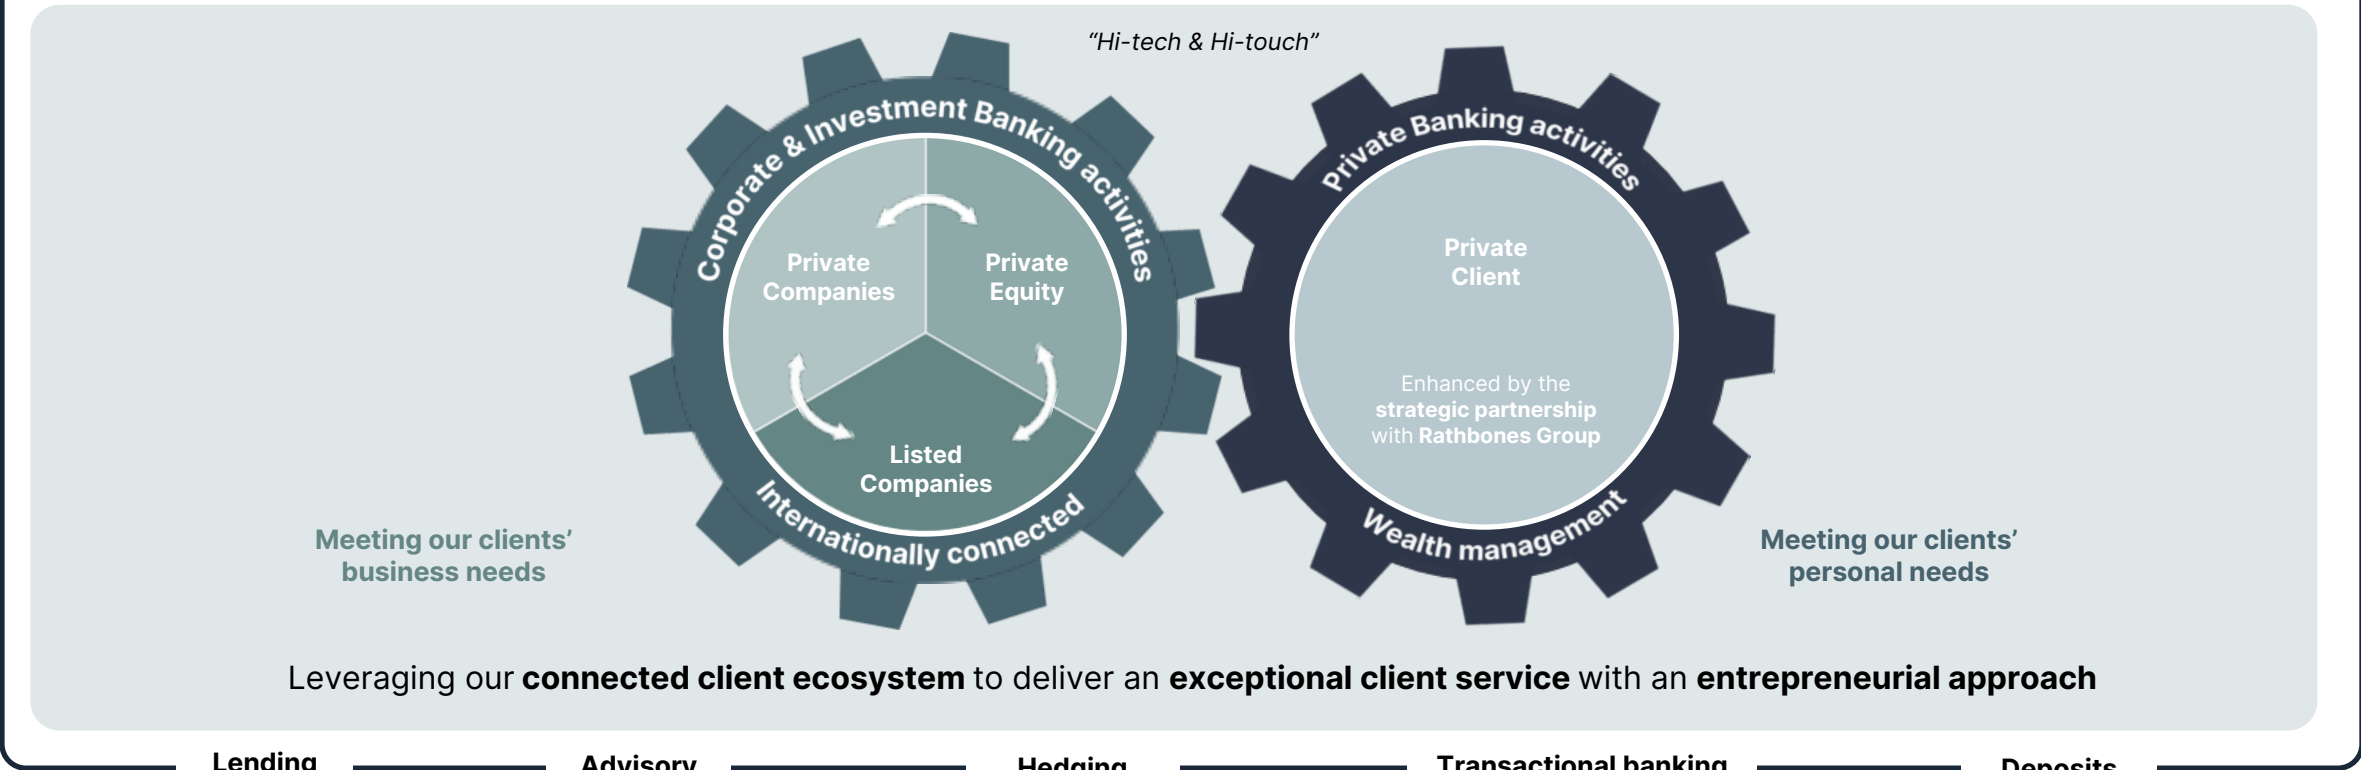 “Hi-tech & Hi-touch”
Corporate & Investment Banking activities
Private
Companies
Private
Equity
Listed
Companies
Internationally connected
Private Banking activities
Private
Client
Enhanced by the
strategic partnership
with Rathbones Group
Wealth management
Meeting our clients’
business needs
Meeting our clients’
personal needs
Leveraging our connected client ecosystem to deliver an exceptional client service with an entrepreneurial approach
Lending
Advisory
Hedging
Transactional banking
Deposits